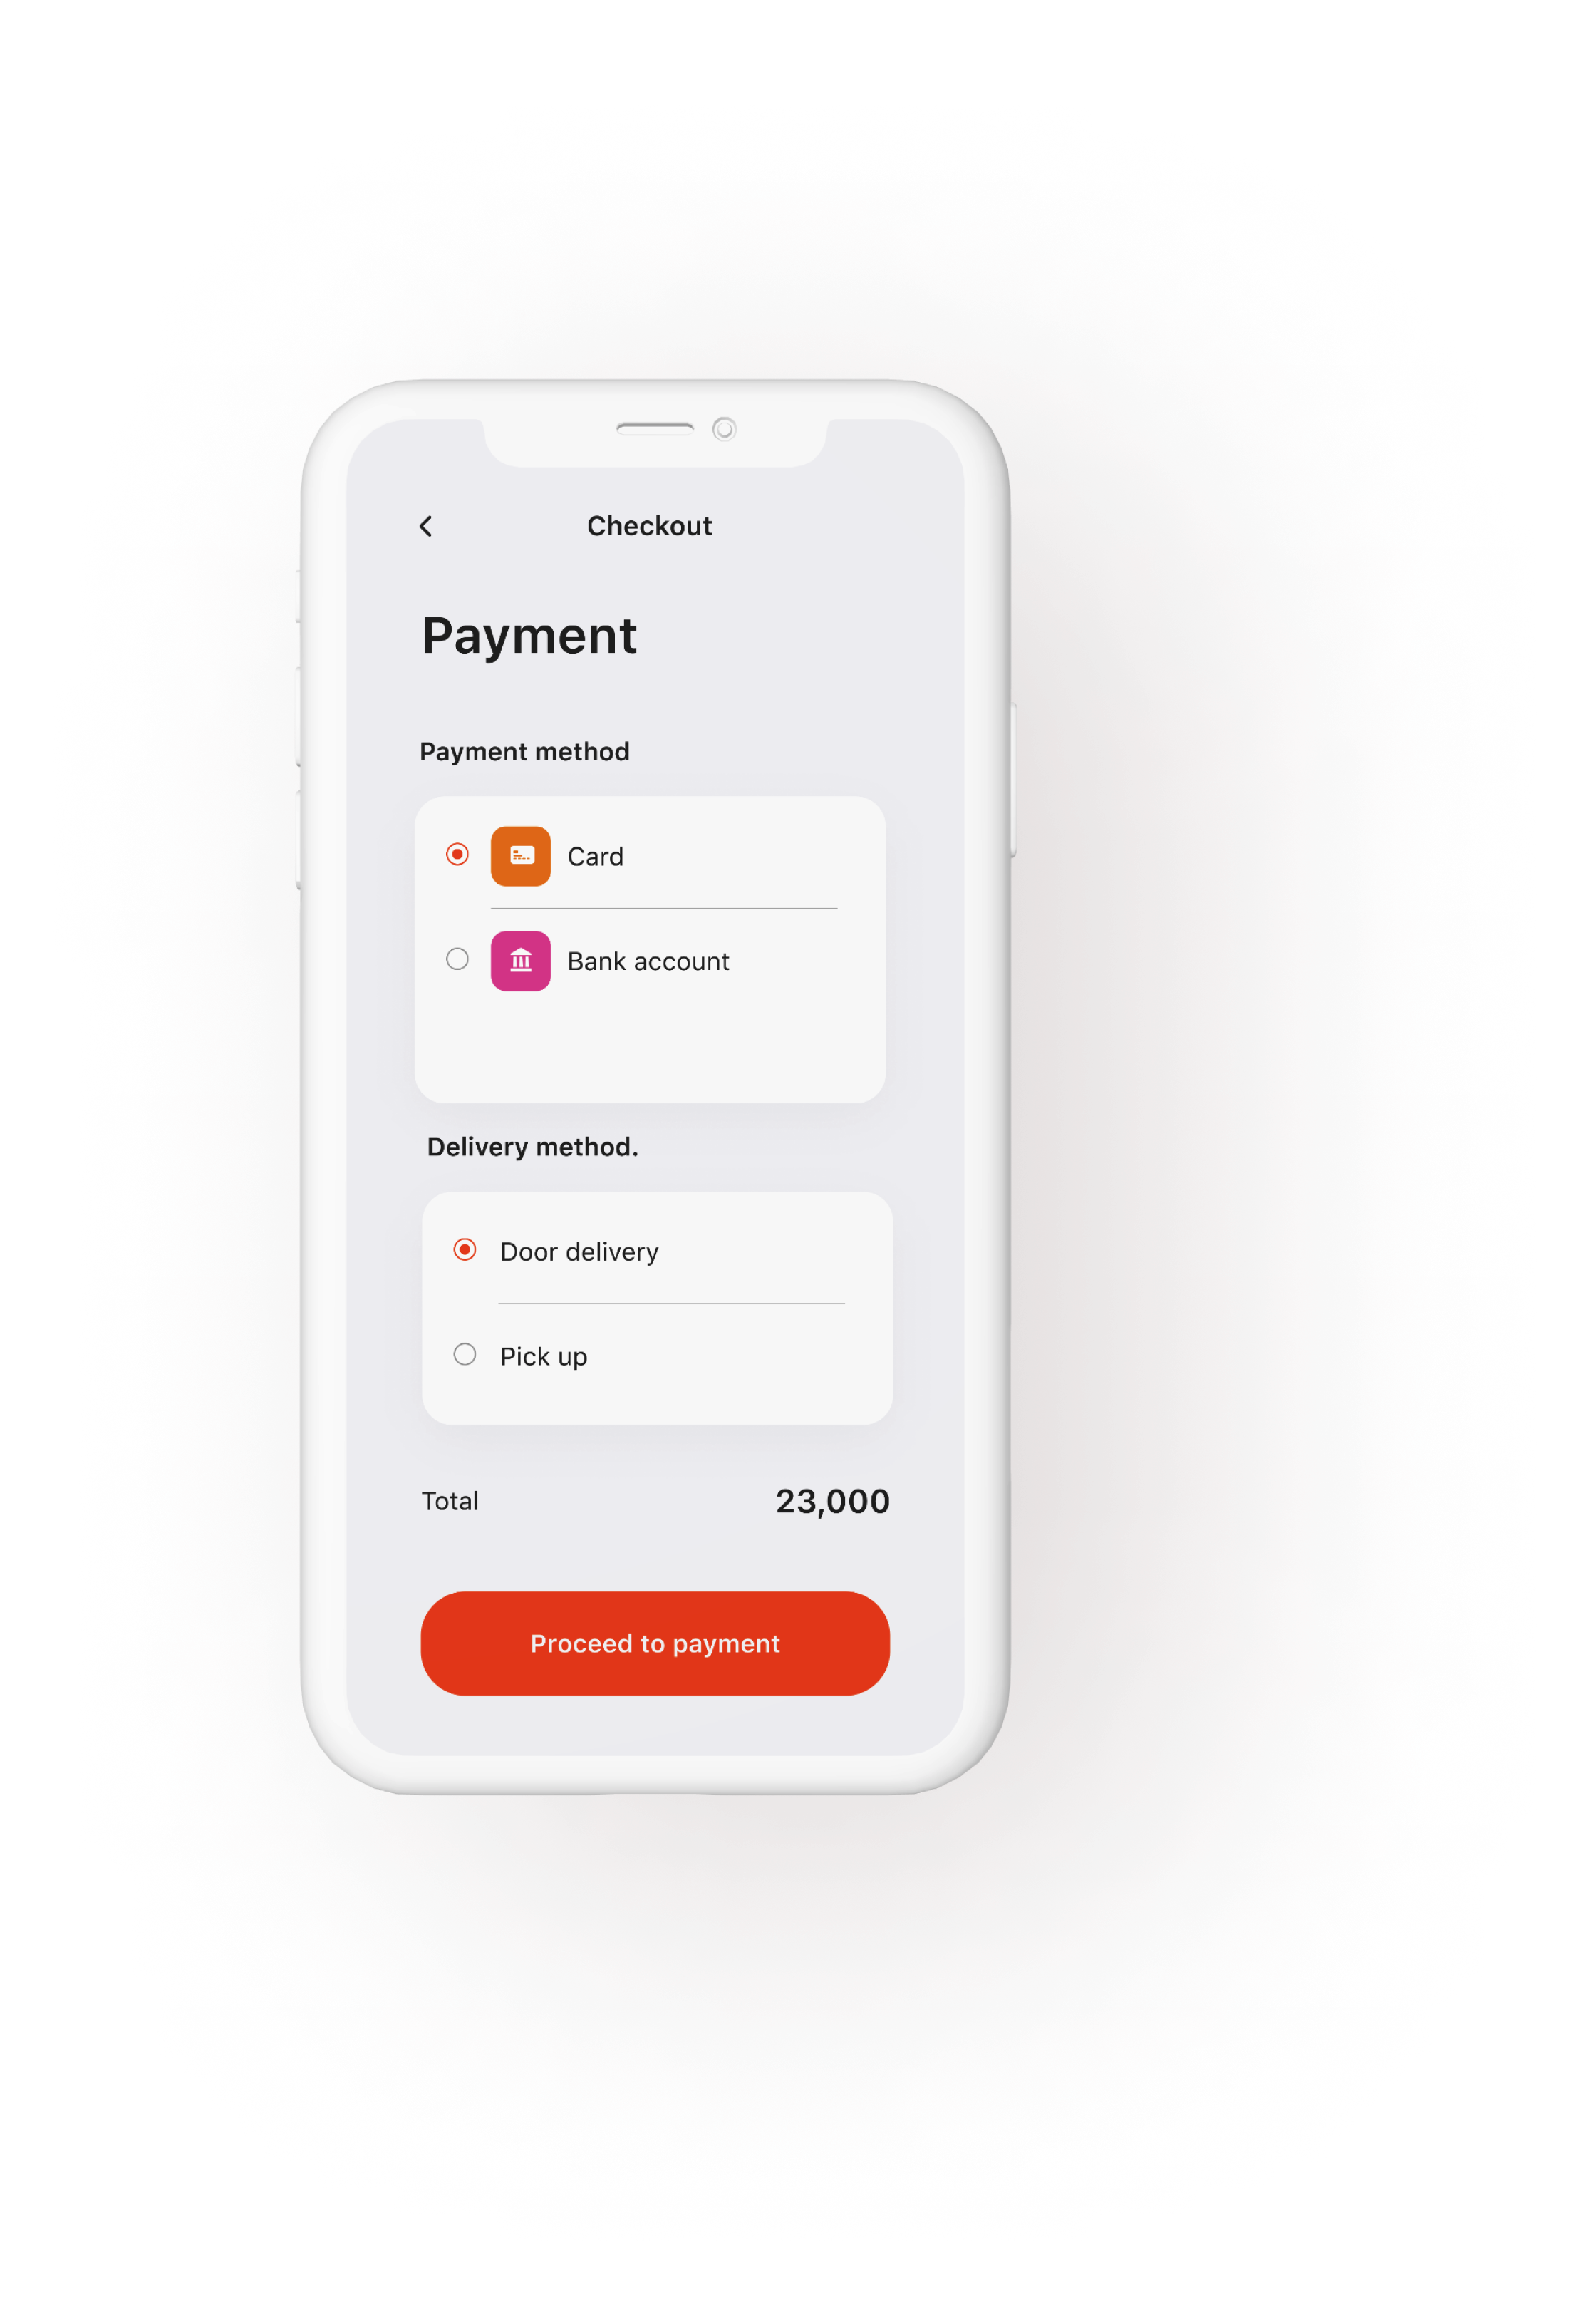 Checkout
Payment
Payment method
Card
Bank account
Delivery method.
Door delivery
Pick up
Total 23,000
Proceed to payment